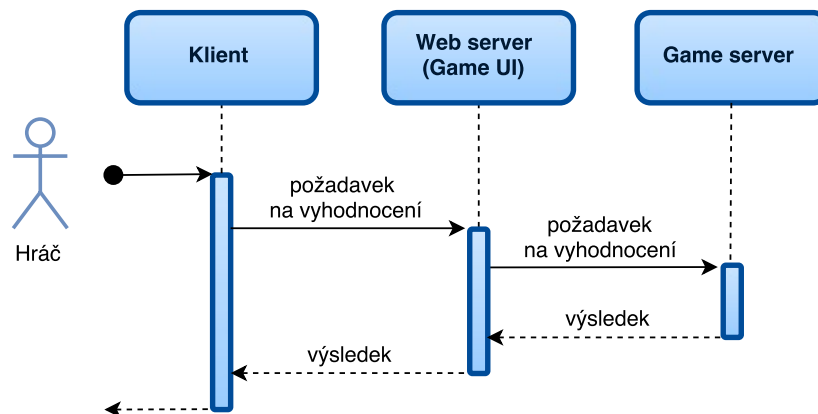 Klient
Web server
(Game UI)
Game server
Hráč
požadavek
na vyhodnocení
požadavek
na vyhodnocení
výsledek
výsledek